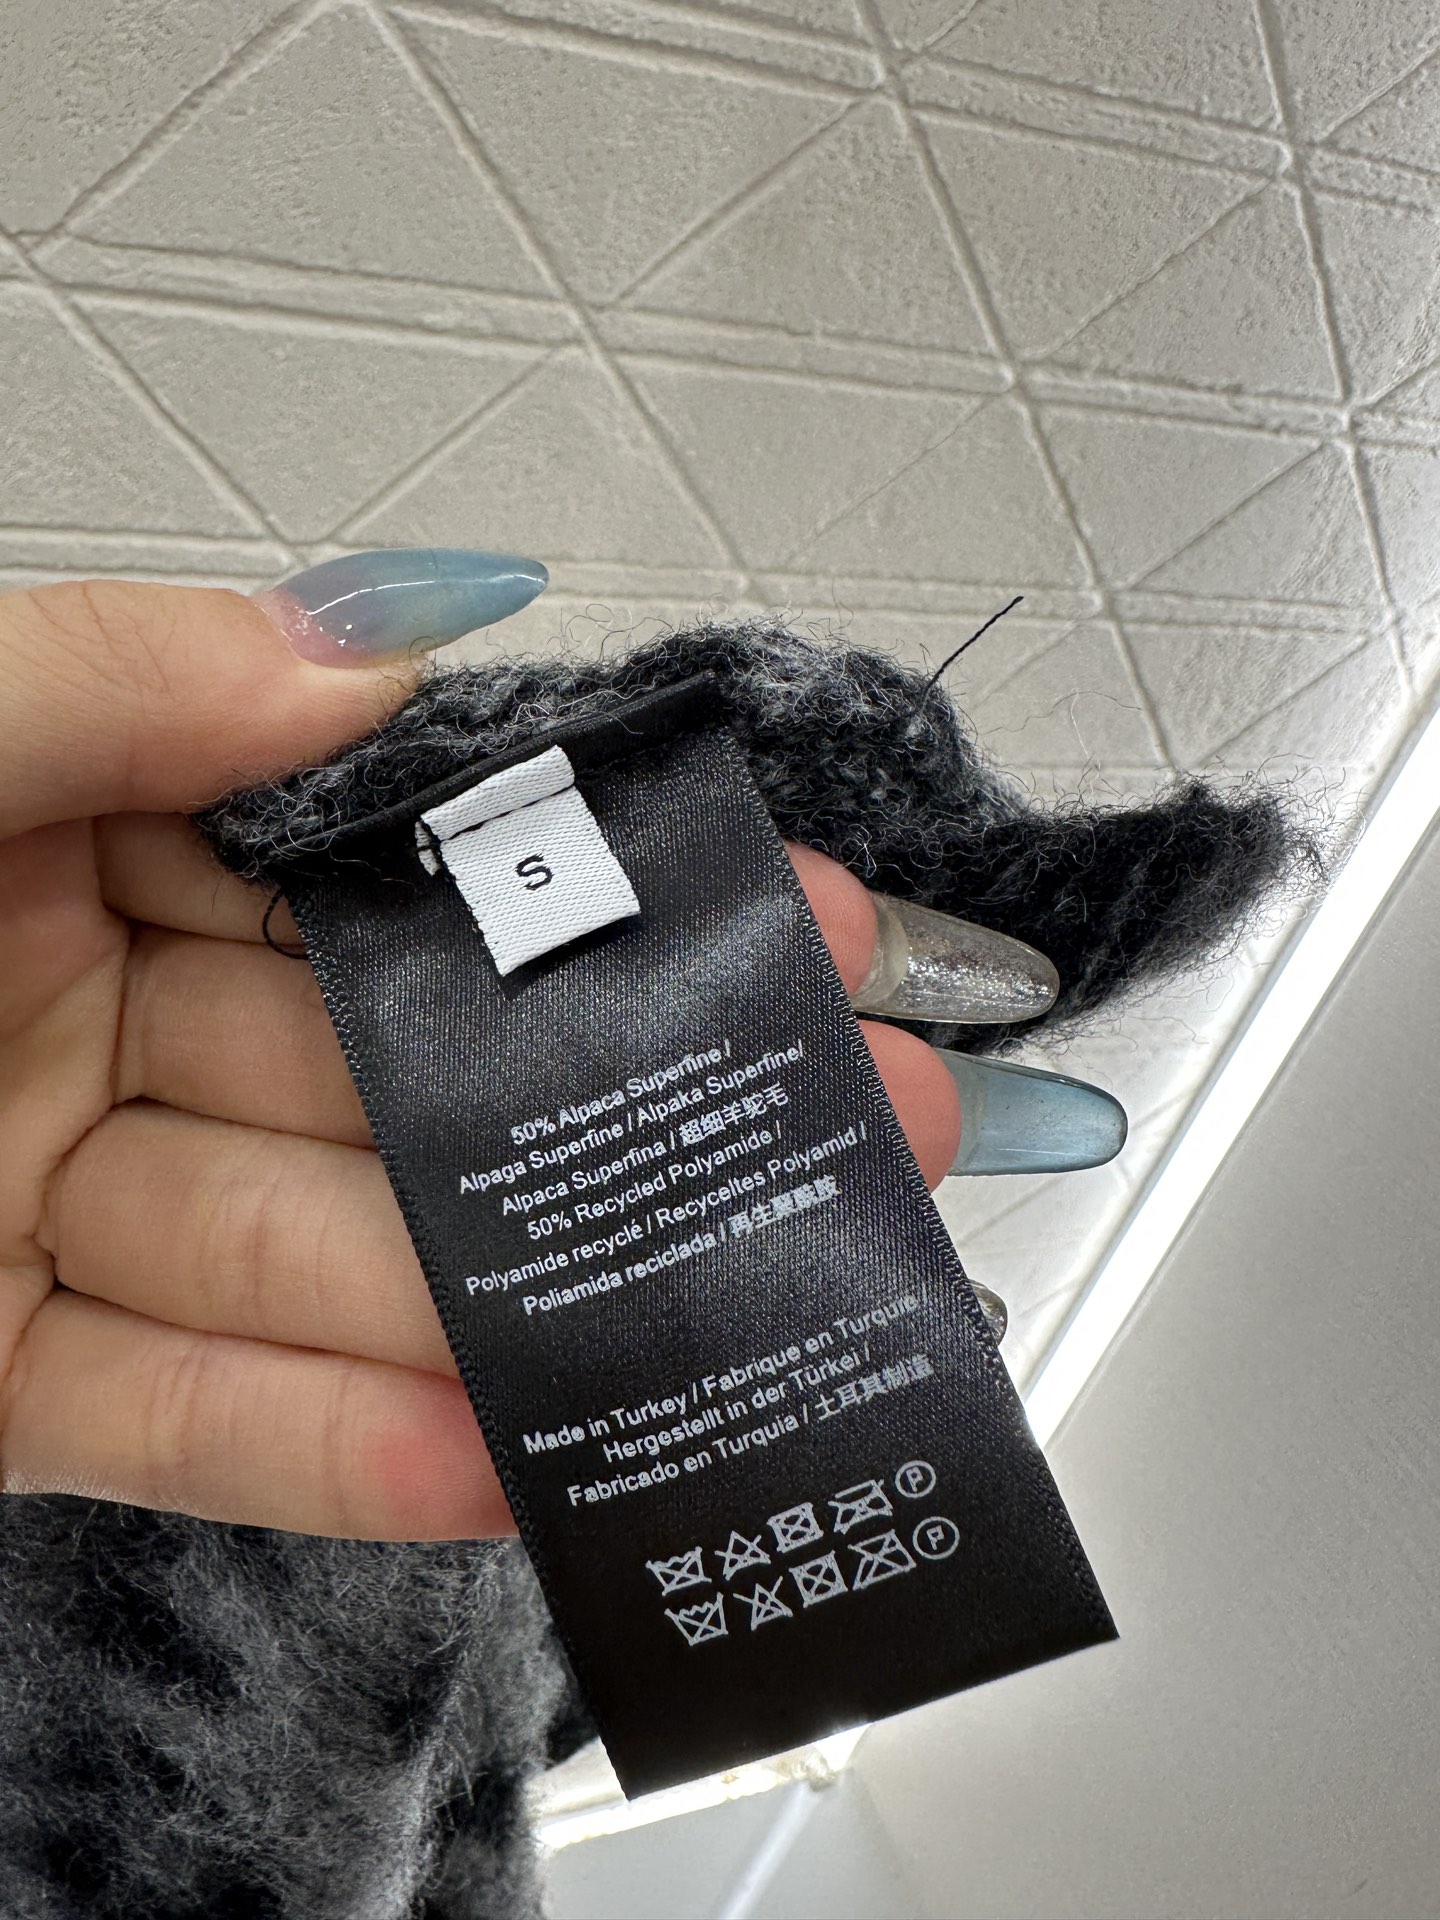 S
50% Alpaca Superfine /
Alpaga Superfine / Alpaka Superfine/
Alpaca Superfina / 超细羊驼毛
50% Recycled Polyamide /
Polyamide recyclé / Recyceltes Polyamid /
Poliamida reciclada / 再生聚酰胺
Made in Turkey / Fabriqué en Turquie
Hergestellt in der Türkei /
Fabricado en Turquia / 土耳其制造
P
P